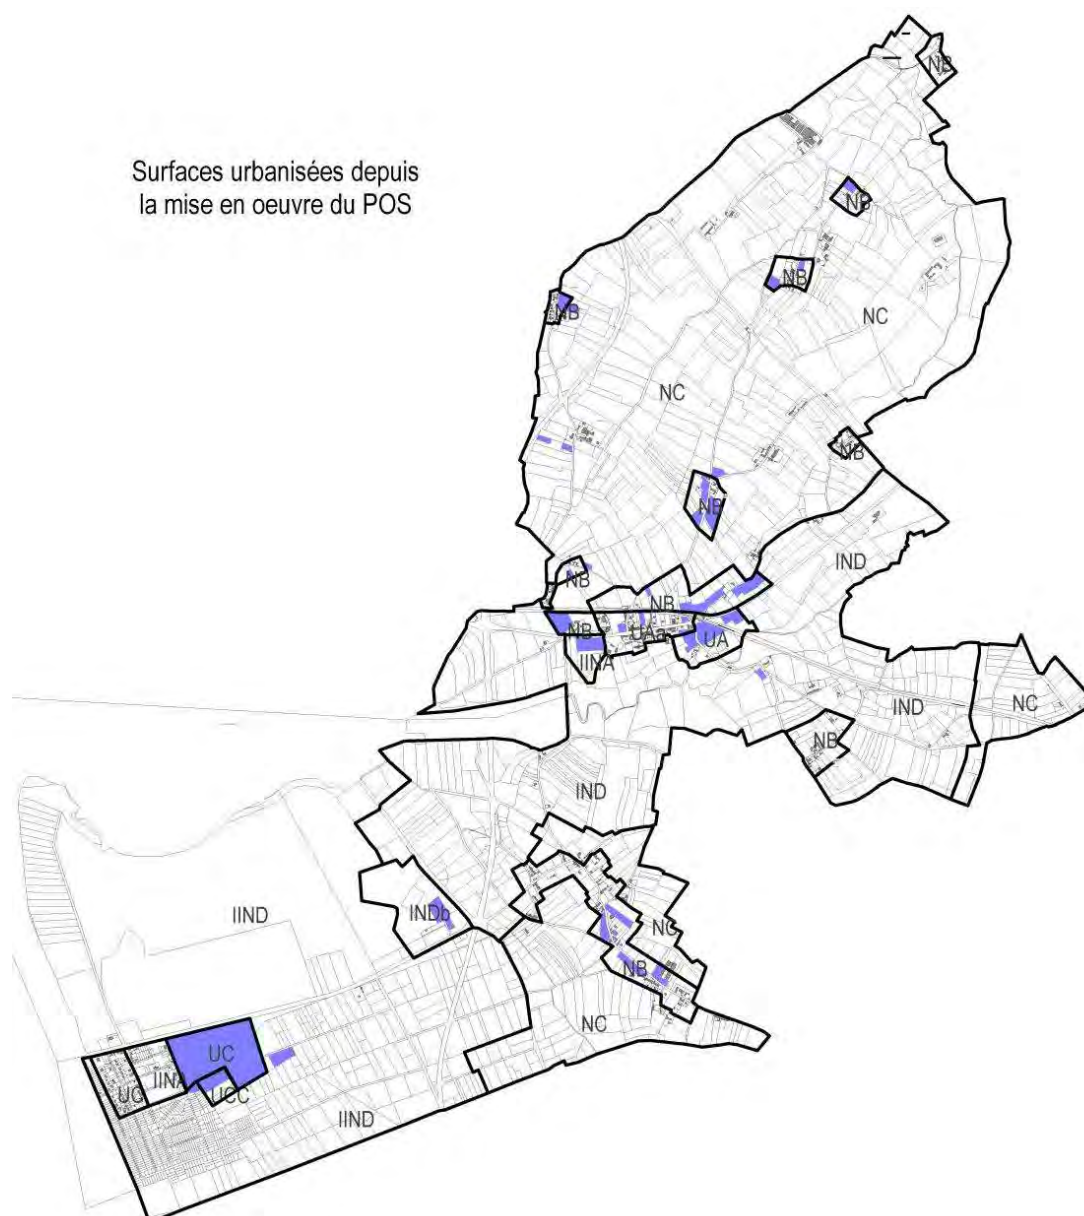 Surfaces urbanisées depuis
la mise en oeuvre du POS
NB
NB
NB
NB
NC
NC
NB
NB
IND
NB
NB
NB
UAa
UA
IINA
NC
IND
NB
IND
INDb
IIND
NC
NB
NC
UC
IINA
UC
UCC
IIND